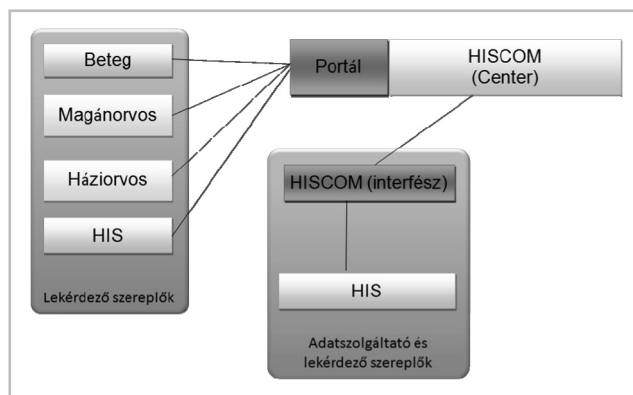 Beteg
Magánorvos
Háziorvos
HIS
Lekérdező szereplők
Portál
HISCOM
(Center)
HISCOM (interfész)
HIS
Adatszolgáltató és
lekérdező szereplők